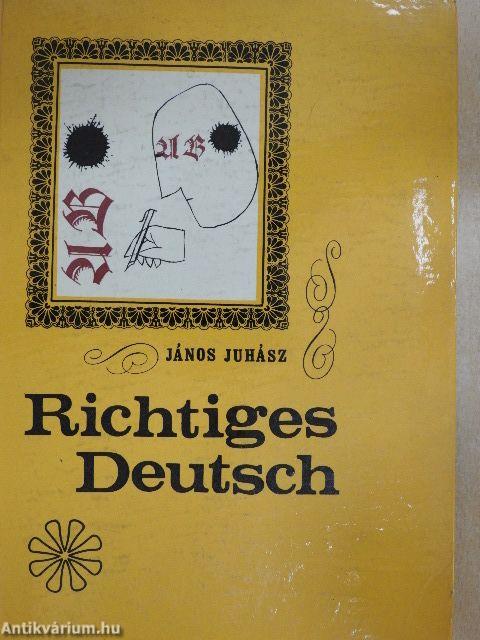 AB
AB
JÁNOS JUHÁSZ
Richtiges
Deutsch
Antikvárium.hu